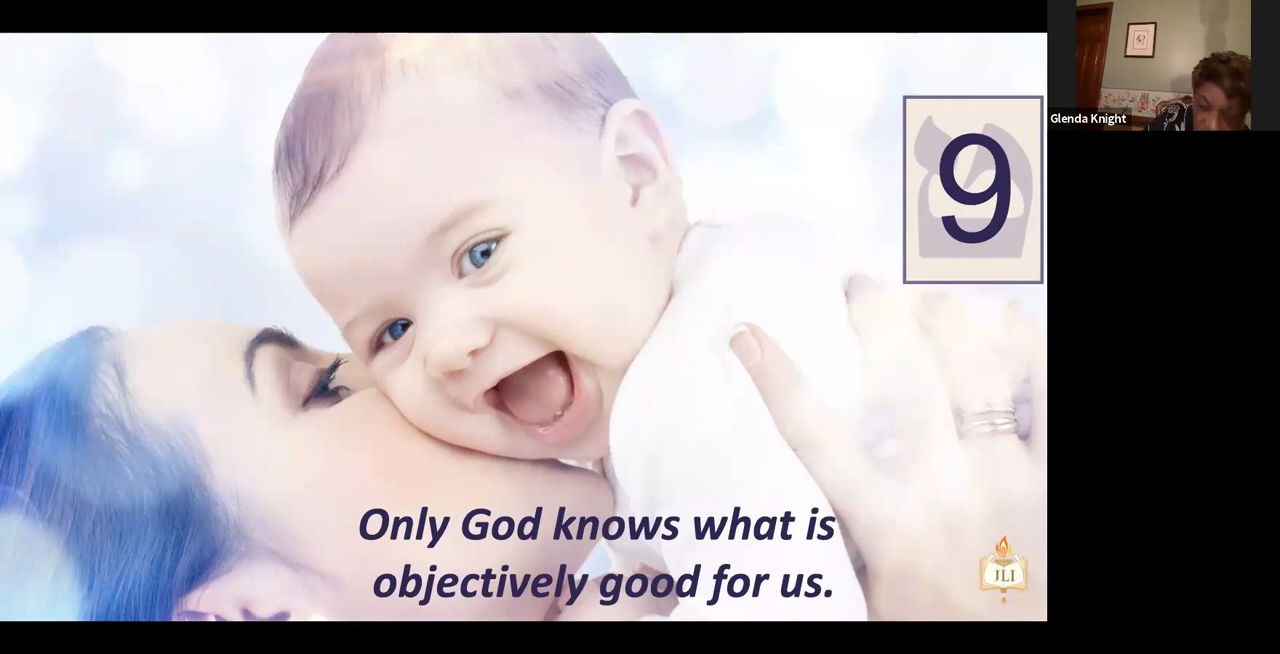 Glenda Knight
9
Only God knows what is
objectively good for us.
JLI